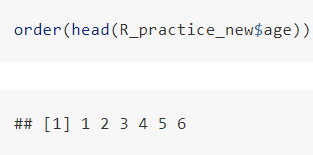 order(head(R_practice_new$age))
## [1] 1 2 3 4 5 6